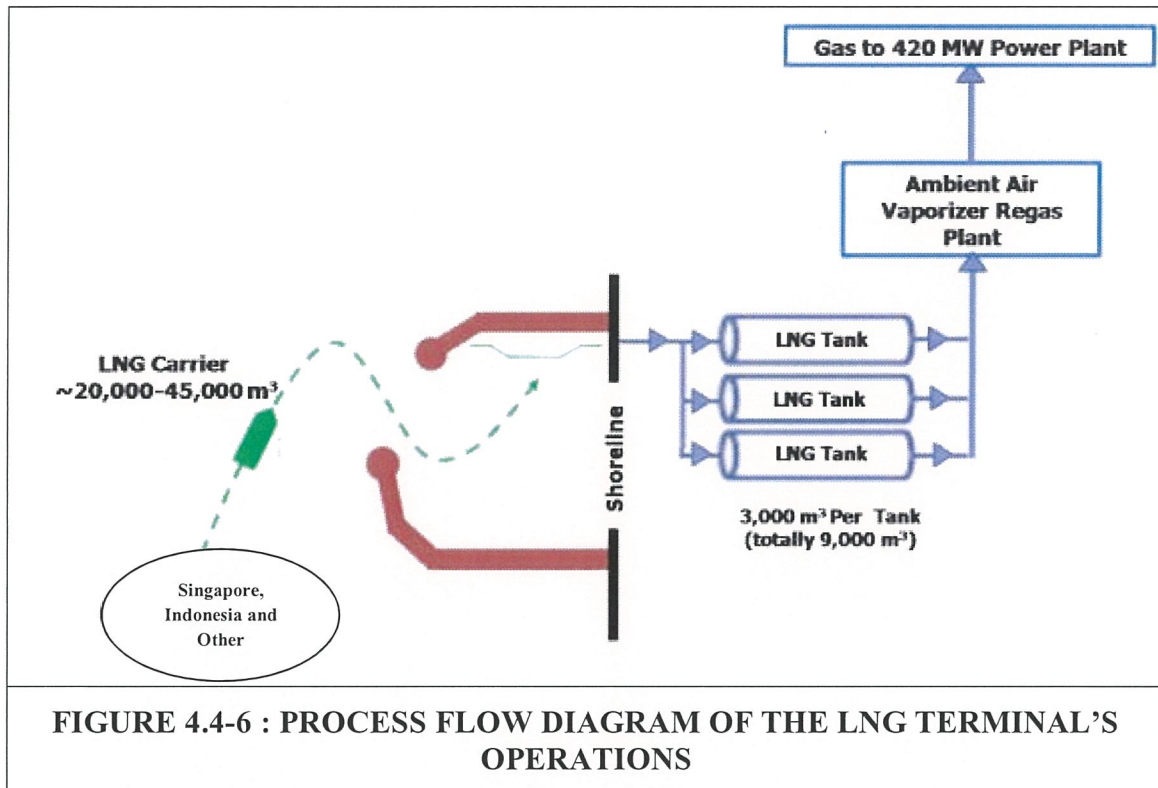 Gas to 420 MW Power Plant
Ambient Air
Vaporizer Regas
Plant
LNG Carrier
~20,000-45,000 m³
Shoreline
LNG Tank
LNG Tank
LNG Tank
3,000 m³ Per Tank
(totally 9,000 m³)
Singapore,
Indonesia and
Other
FIGURE 4.4-6 : PROCESS FLOW DIAGRAM OF THE LNG TERMINAL'S
OPERATIONS